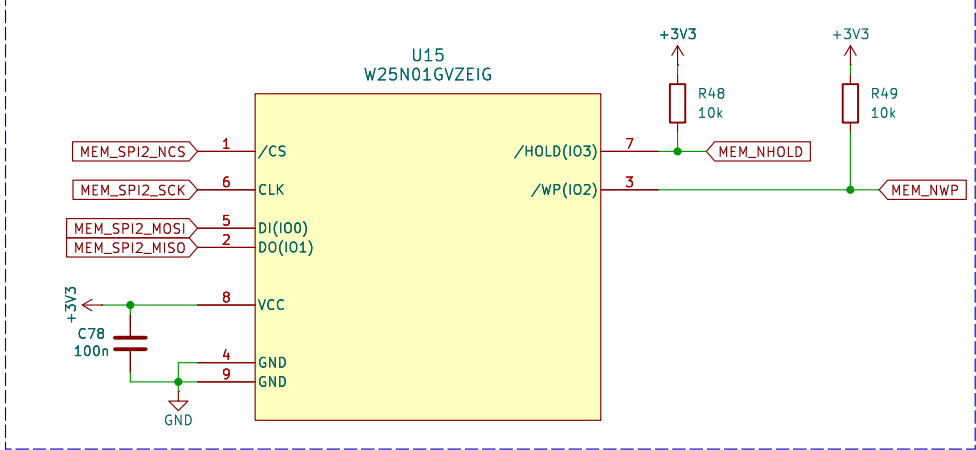 +3V3
+3V3
U15
W25N01GVZEIG
R48
10k
R49
10k
MEM_SPI2_NCS
1
/CS
/HOLD(IO3)
7
MEM_NHOLD
MEM_SPI2_SCK
6
CLK
/WP(IO2)
3
MEM_NWP
MEM_SPI2_MOSI
5
DI(IO0)
MEM_SPI2_MISO
2
DO(IO1)
+3V3
8
VCC
C78
100n
4
GND
9
GND
GND